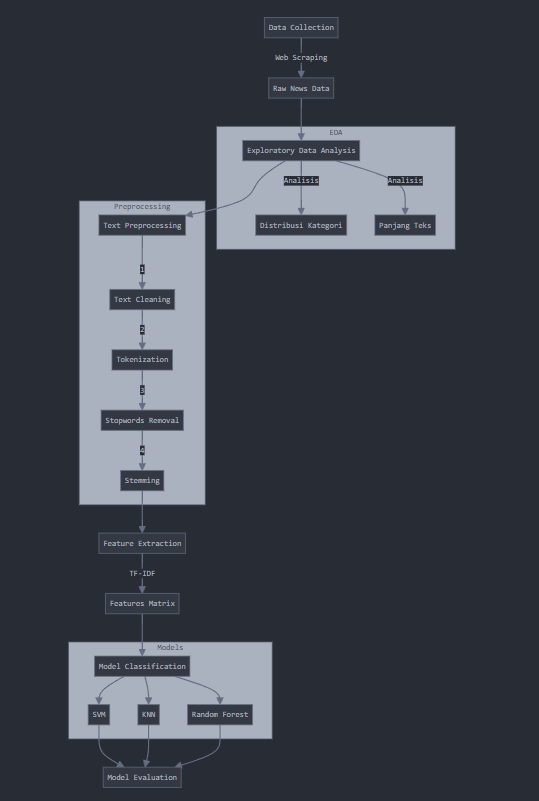 Data Collection
Web Scraping
Raw News Data
EDA
Exploratory Data Analysis
Analisis
Analisis
Distribusi Kategori
Panjang Teks
Preprocessing
Text Preprocessing
1
Text Cleaning
2
Tokenization
3
Stopwords Removal
4
Stemming
Feature Extraction
TF-IDF
Features Matrix
Models
Model Classification
SVM
KNN
Random Forest
Model Evaluation